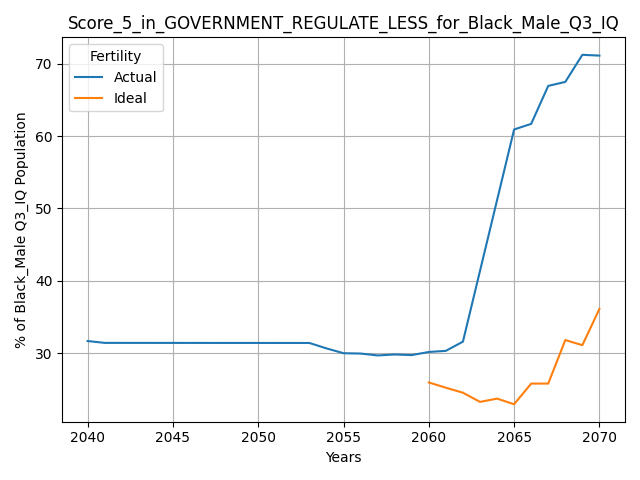 Score_5_in_GOVERNMENT_REGULATE_LESS_for_Black_Male_Q3_IQ
Fertility
Actual
Ideal
% of Black_Male Q3_IQ Population
70
60
50
40
30
2040 2045 2050 2055 2060 2065 2070
Years